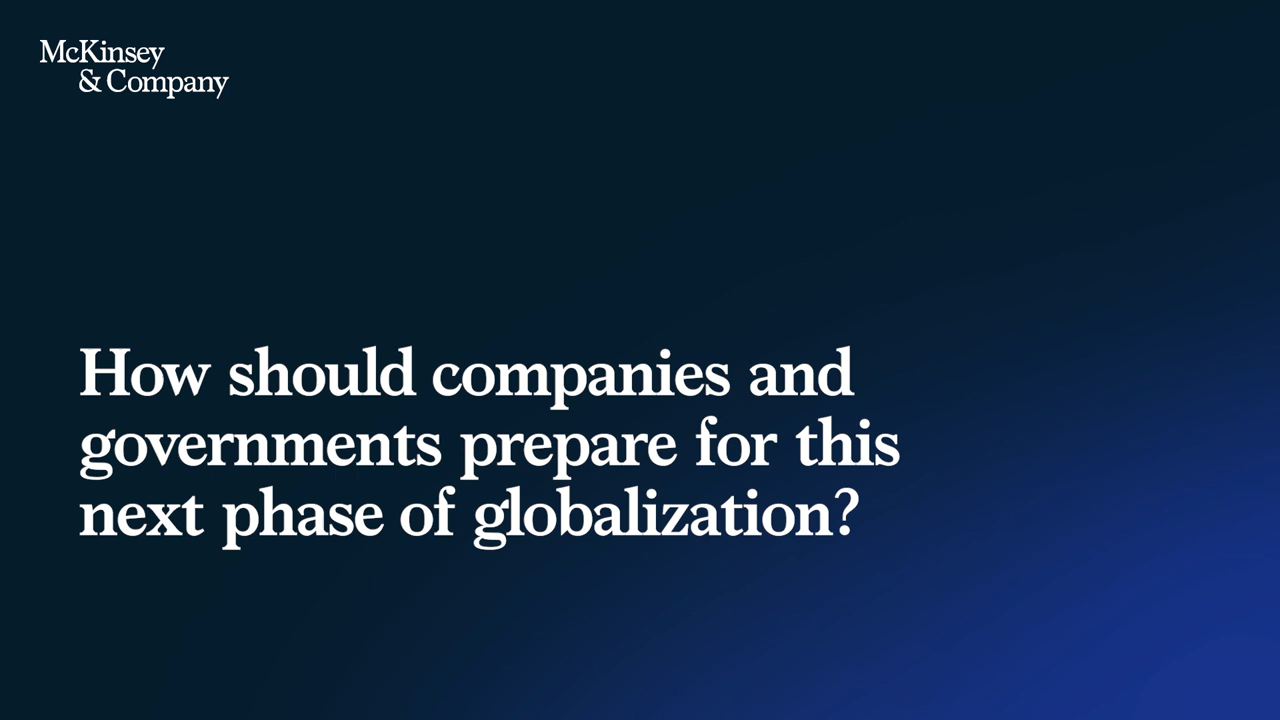 McKinsey
& Company
How should companies and
governments prepare for this
next phase of globalization?